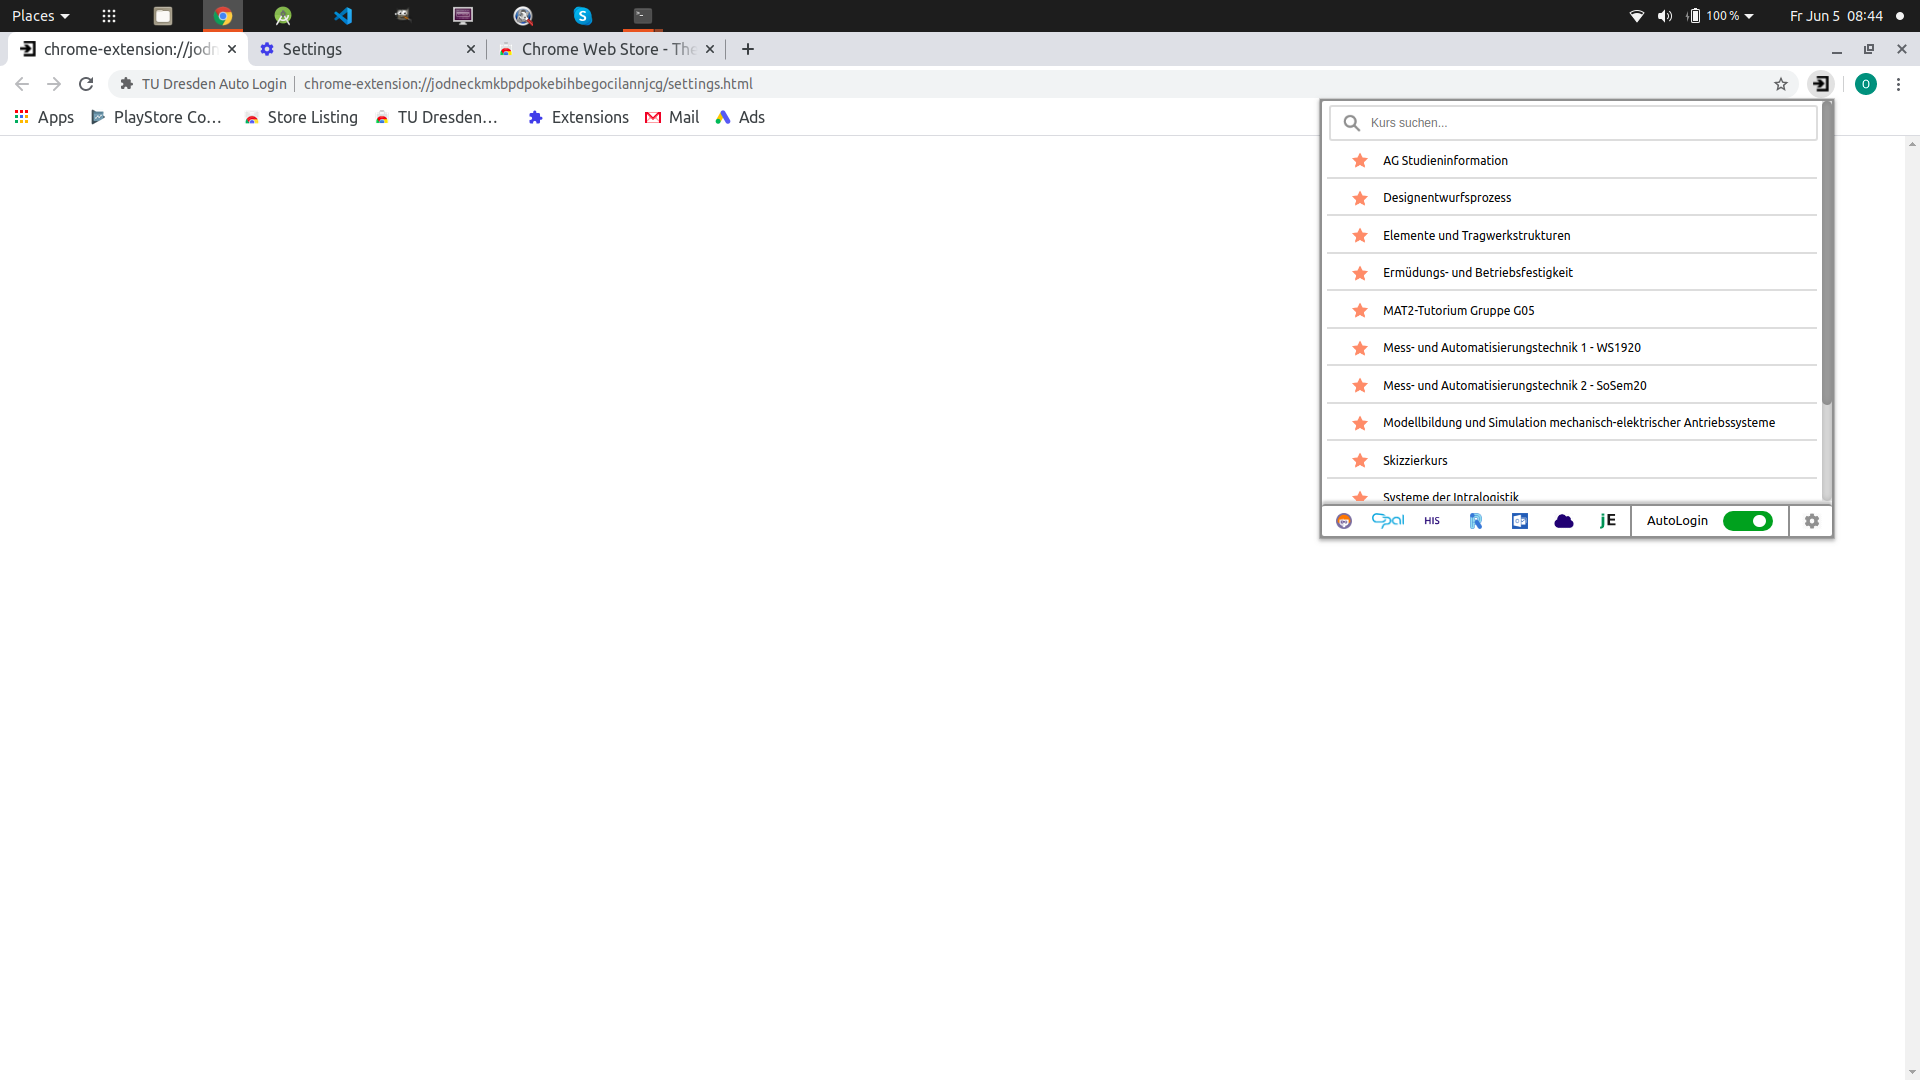 Places
100 %
Fr Jun 5 08:44
chrome-extension://jodn
Settings
Chrome Web Store - The
TU Dresden Auto Login
chrome-extension://jodneckmkbpdpokebihbegocilannjcg/settings.html
O
Apps
PlayStore Co…
Store Listing
TU Dresden…
Extensions
Mail
Ads
Kurs suchen...
AG Studieninformation
Designentwurfsprozess
Elemente und Tragwerkstrukturen
Ermüdungs- und Betriebsfestigkeit
MAT2-Tutorium Gruppe G05
Mess- und Automatisierungstechnik 1 - WS1920
Mess- und Automatisierungstechnik 2 - SoSem20
Modellbildung und Simulation mechanisch-elektrischer Antriebssysteme
Skizzierkurs
Systeme der Intralogistik
Opal
HIS
jE
AutoLogin